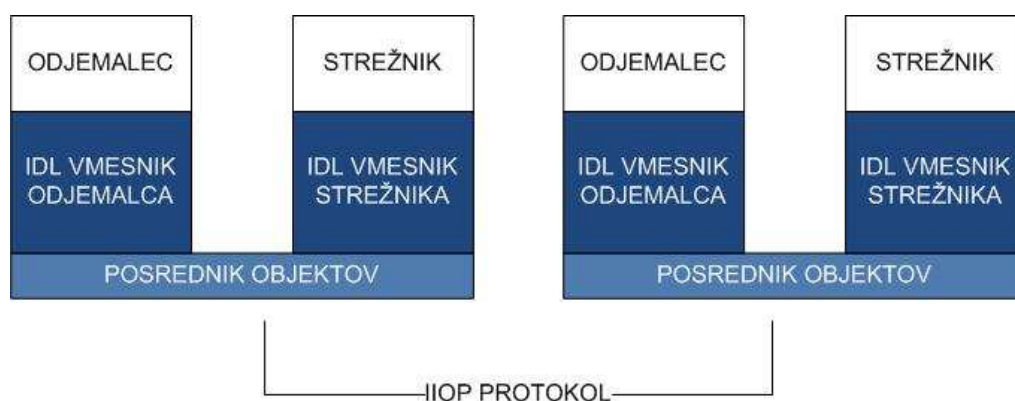 ODJEMALEC
STREŽNIK
ODJEMALEC
STREŽNIK
IDL VMESNIK
ODJEMALCA
IDL VMESNIK
STREŽNIKA
IDL VMESNIK
ODJEMALCA
IDL VMESNIK
STREŽNIKA
POSREDNIK OBJEKTOV
POSREDNIK OBJEKTOV
IIOP PROTOKOL